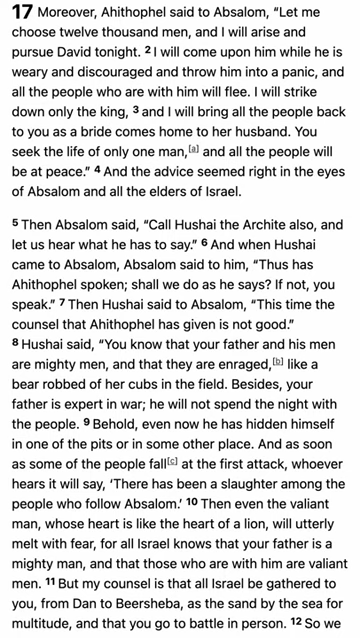 17 Moreover, Ahithophel said to Absalom, “Let me
choose twelve thousand men, and I will arise and
pursue David tonight. 2 I will come upon him while he is
weary and discouraged and throw him into a panic, and
all the people who are with him will flee. I will strike
down only the king, 3 and I will bring all the people back
to you as a bride comes home to her husband. You
seek the life of only one man,[a] and all the people will
be at peace.” 4 And the advice seemed right in the eyes
of Absalom and all the elders of Israel.
5 Then Absalom said, “Call Hushai the Archite also, and
let us hear what he has to say.” 6 And when Hushai
came to Absalom, Absalom said to him, “Thus has
Ahithophel spoken; shall we do as he says? If not, you
speak.” 7 Then Hushai said to Absalom, “This time the
counsel that Ahithophel has given is not good.”
8 Hushai said, “You know that your father and his men
are mighty men, and that they are enraged,[b] like a
bear robbed of her cubs in the field. Besides, your
father is expert in war; he will not spend the night with
the people. 9 Behold, even now he has hidden himself
in one of the pits or in some other place. And as soon
as some of the people fall[c] at the first attack, whoever
hears it will say, ‘There has been a slaughter among the
people who follow Absalom.’ 10 Then even the valiant
man, whose heart is like the heart of a lion, will utterly
melt with fear, for all Israel knows that your father is a
mighty man, and that those who are with him are valiant
men. 11 But my counsel is that all Israel be gathered to
you, from Dan to Beersheba, as the sand by the sea for
multitude, and that you go to battle in person. 12 So we